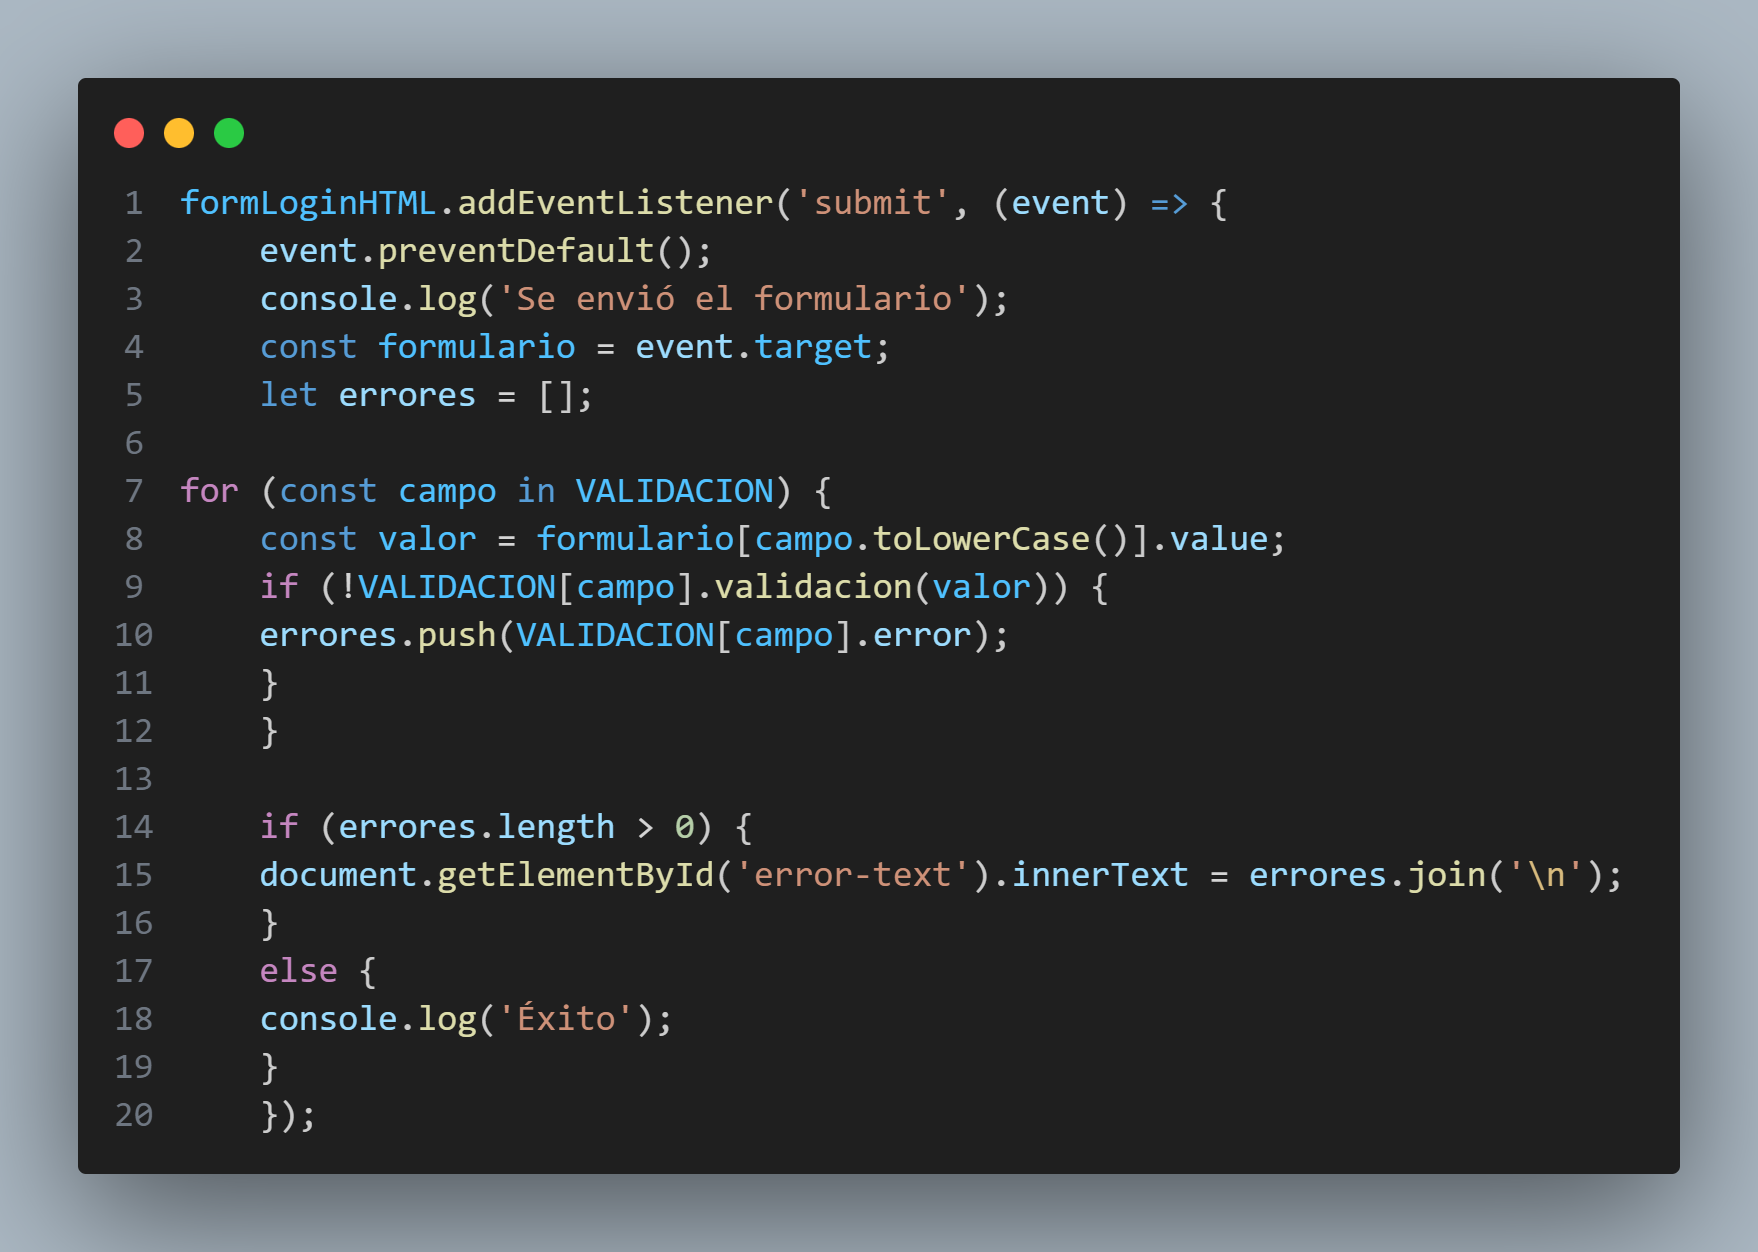 1 formLoginHTML.addEventListener('submit', (event) => {
2 event.preventDefault();
3 console.log('Se envió el formulario');
4 const formulario = event.target;
5 let errores = [];
6
7 for (const campo in VALIDACION) {
8 const valor = formulario[campo.toLowerCase()].value;
9 if (!VALIDACION[campo].validacion(valor)) {
10 errores.push(VALIDACION[campo].error);
11 }
12 }
13
14 if (errores.length > 0) {
15 document.getElementById('error-text').innerText = errores.join('\n');
16 }
17 else {
18 console.log('Éxito');
19 }
20 });